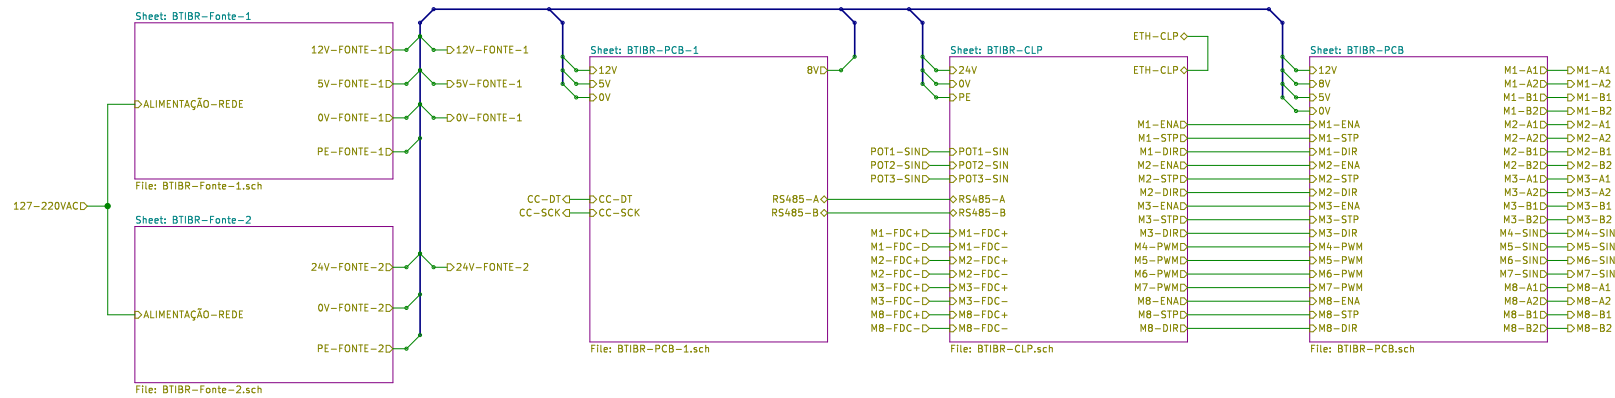 127-220VAC
Sheet: BTIBR-Fonte-1
ALIMENTAÇÃO-REDE
12V-FONTE-1
5V-FONTE-1
0V-FONTE-1
PE-FONTE-1
File: BTIBR-Fonte-1.sch
12V-FONTE-1
5V-FONTE-1
0V-FONTE-1
Sheet: BTIBR-Fonte-2
ALIMENTAÇÃO-REDE
24V-FONTE-2
0V-FONTE-2
PE-FONTE-2
File: BTIBR-Fonte-2.sch
24V-FONTE-2
Sheet: BTIBR-PCB-1
12V
5V
0V
8V
CC-DT
CC-SCK
CC-DT
CC-SCK
RS485-A
RS485-B
File: BTIBR-PCB-1.sch
Sheet: BTIBR-CLP
24V
0V
PE
ETH-CLP
ETH-CLP
POT1-SIN
POT2-SIN
POT3-SIN
POT1-SIN
POT2-SIN
POT3-SIN
RS485-A
RS485-B
M1-FDC+
M1-FDC-
M2-FDC+
M2-FDC-
M3-FDC+
M3-FDC-
M8-FDC+
M8-FDC-
M1-FDC+
M1-FDC-
M2-FDC+
M2-FDC-
M3-FDC+
M3-FDC-
M8-FDC+
M8-FDC-
M1-ENA
M1-STP
M1-DIR
M2-ENA
M2-STP
M2-DIR
M3-ENA
M3-STP
M3-DIR
M4-PWM
M5-PWM
M6-PWM
M7-PWM
M8-ENA
M8-STP
M8-DIR
File: BTIBR-CLP.sch
Sheet: BTIBR-PCB
12V
8V
5V
0V
M1-ENA
M1-STP
M1-DIR
M2-ENA
M2-STP
M2-DIR
M3-ENA
M3-STP
M3-DIR
M4-PWM
M5-PWM
M6-PWM
M7-PWM
M8-ENA
M8-STP
M8-DIR
M1-A1
M1-A2
M1-B1
M1-B2
M2-A1
M2-A2
M2-B1
M2-B2
M3-A1
M3-A2
M3-B1
M3-B2
M4-SIN
M5-SIN
M6-SIN
M7-SIN
M8-A1
M8-A2
M8-B1
M8-B2
File: BTIBR-PCB.sch
M1-A1
M1-A2
M1-B1
M1-B2
M2-A1
M2-A2
M2-B1
M2-B2
M3-A1
M3-A2
M3-B1
M3-B2
M4-SIN
M5-SIN
M6-SIN
M7-SIN
M8-A1
M8-A2
M8-B1
M8-B2